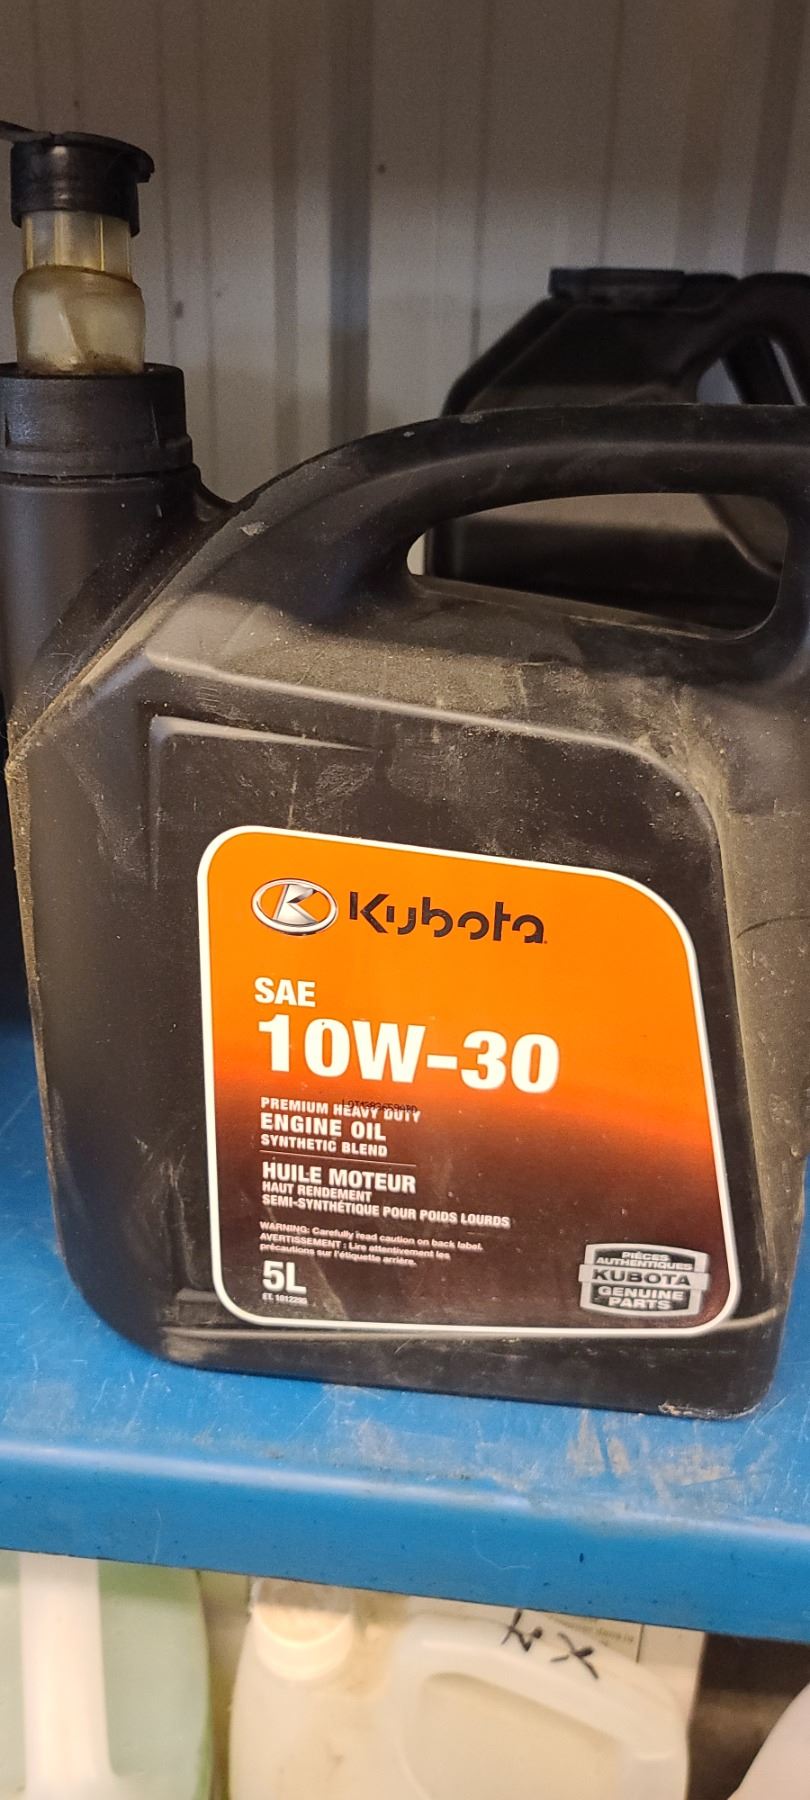 Kubota
SAE
10W-30
PREMIUM HEAVY DUTY
ENGINE OIL
SYNTHETIC BLEND
HUILE MOTEUR
HAUT RENDEMENT
SEMI-SYNTHÉTIQUE POUR POIDS LOURDS
WARNING: Carefully read caution on back label.
AVERTISSEMENT : Lire attentivement les
précautions sur l'étiquette arrière.
5L
PIÈCES
AUTHENTIQUES
KUBOTA
GENUINE
PARTS